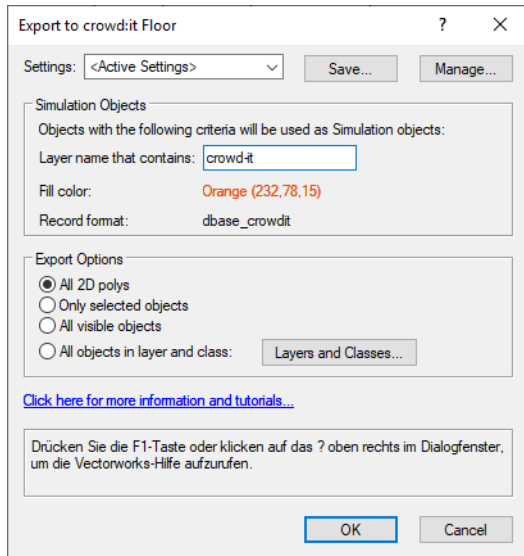 Export to crowd:it Floor
?
Settings: <Active Settings> Save... Manage...
Simulation Objects
Objects with the following criteria will be used as Simulation objects:
Layer name that contains: crowd-it
Fill color: Orange (232,78,15)
Record format: dbase_crowdit
Export Options
All 2D polys
Only selected objects
All visible objects
All objects in layer and class: Layers and Classes...
Click here for more information and tutorials...
Drücken Sie die F1-Taste oder klicken auf das ? oben rechts im Dialogfenster,
um die Vectorworks-Hilfe aufzurufen.
OK Cancel